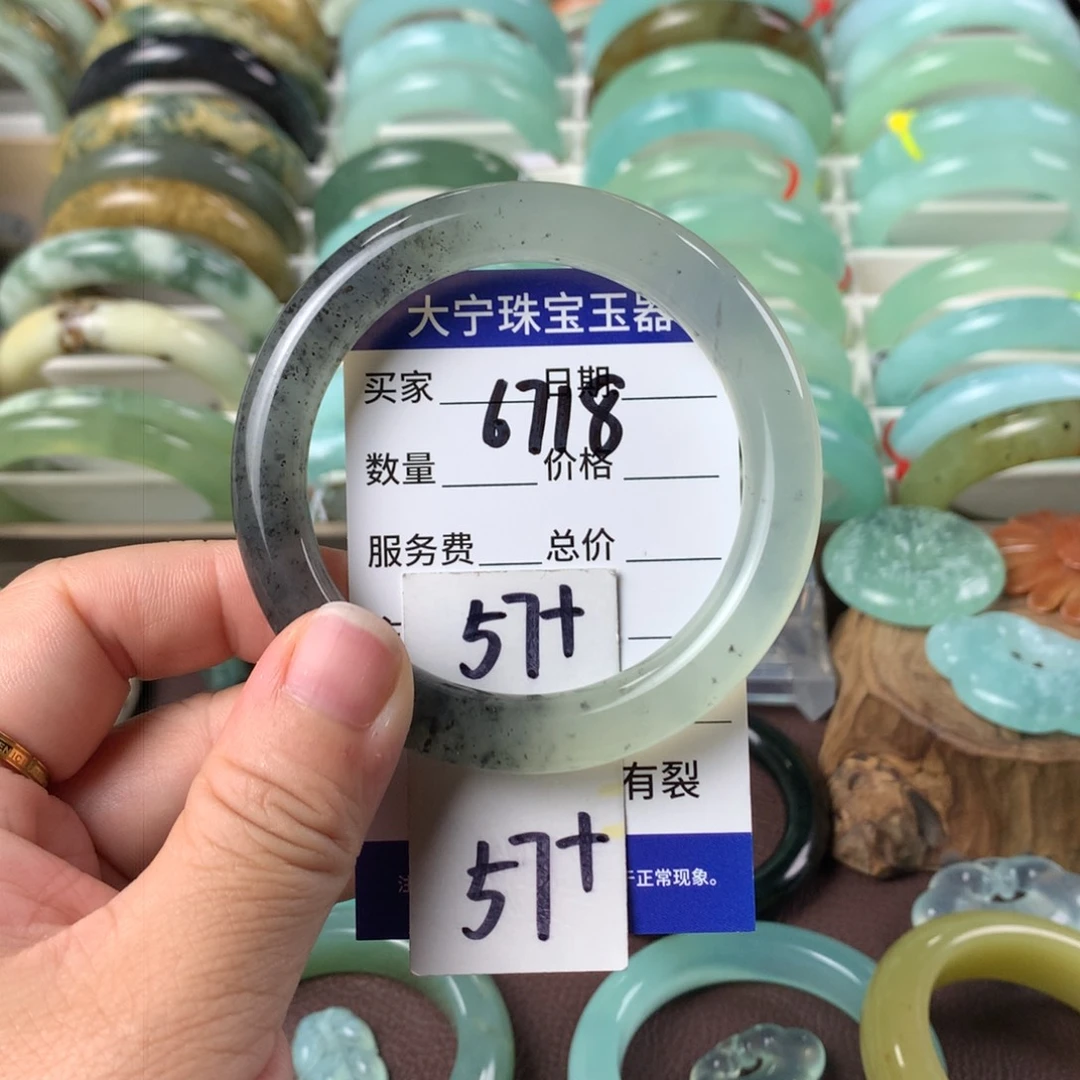 大宁珠宝玉器
买家 日期
6718
数量 价格
服务费 总价
57+
有裂
57+
正常现象。